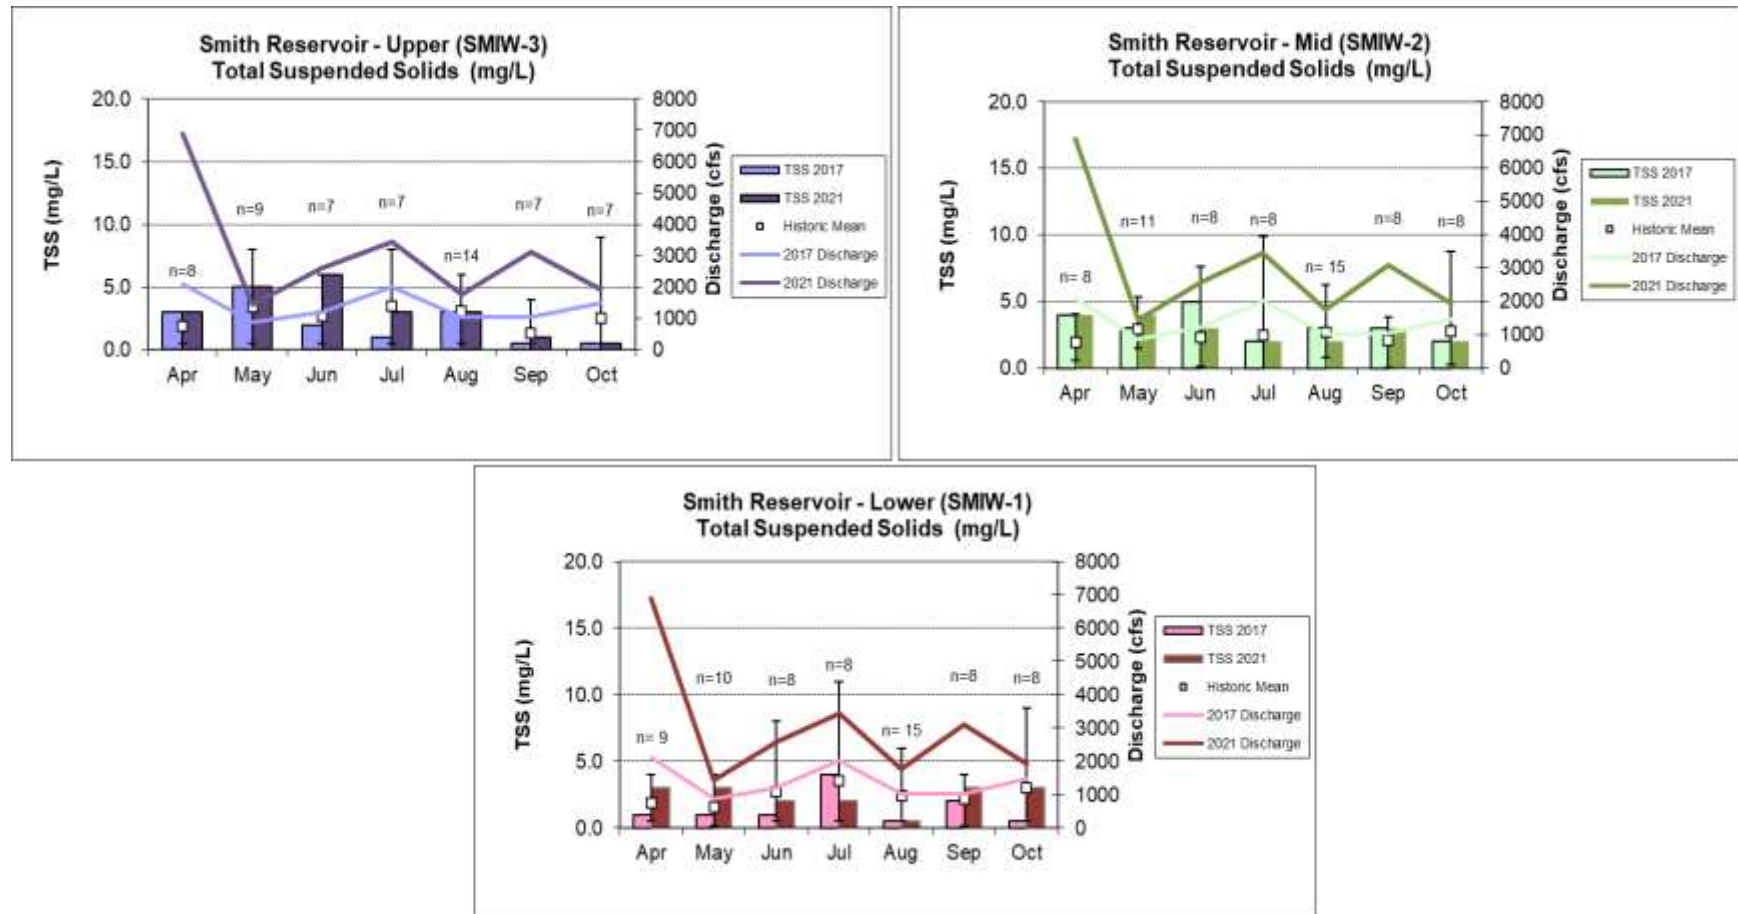 Smith Reservoir - Upper (SMIW-3)
Total Suspended Solids (mg/L)
20.0
15.0
10.0
5.0
0.0
TSS (mg/L)
8000
7000
6000
5000
4000
3000
2000
1000
0
Discharge (cfs)
n=8
n=9
n=7
n=7
n=14
n=7
n=7
Apr May Jun Jul Aug Sep Oct
TSS 2017
TSS 2021
Historic Mean
2017 Discharge
2021 Discharge
Smith Reservoir - Mid (SMIW-2)
Total Suspended Solids (mg/L)
20.0
15.0
10.0
5.0
0.0
TSS (mg/L)
8000
7000
6000
5000
4000
3000
2000
1000
0
Discharge (cfs)
n= 8
n=11
n=8
n=8
n= 15
n=8
n=8
Apr May Jun Jul Aug Sep Oct
TSS 2017
TSS 2021
Historic Mean
2017 Discharge
2021 Discharge
Smith Reservoir - Lower (SMIW-1)
Total Suspended Solids (mg/L)
20.0
15.0
10.0
5.0
0.0
TSS (mg/L)
8000
7000
6000
5000
4000
3000
2000
1000
0
Discharge (cfs)
n= 9
n=10
n=8
n=8
n= 15
n=8
n=8
Apr May Jun Jul Aug Sep Oct
TSS 2017
TSS 2021
Historic Mean
2017 Discharge
2021 Discharge